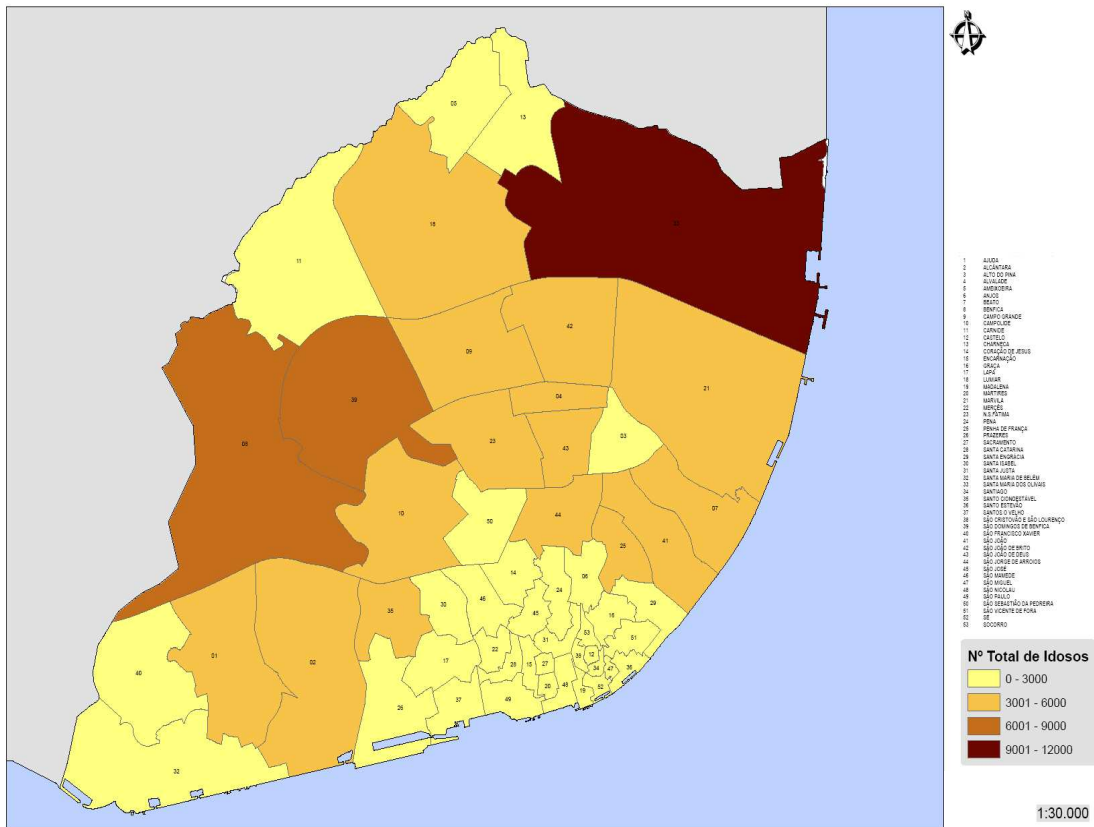 05
13
33
18
11
42
09
39
21
04
08
03
23
43
10
07
44
50
41
25
14
06
35
30
24
46
29
16
45
53
51
01
31
22
40
02
17
28
15
27
38
12
34
47
36
20
48
52
26
37
49
19
32
1 AJUDA
2 ALCÂNTARA
3 ALTO DO PINA
4 ALVALADE
5 AMEIXOEIRA
6 ANJOS
7 BEATO
8 BENFICA
9 CAMPO GRANDE
10 CAMPOLIDE
11 CARNIDE
12 CASTELO
13 CHARNECA
14 CORAÇÃO DE JESUS
15 ENCARNAÇÃO
16 GRAÇA
17 LAPA
18 LUMIAR
19 MADALENA
20 MARTIRES
21 MARVILA
22 MERCÊS
23 N.S.FÁTIMA
24 PENA
25 PENHA DE FRANÇA
26 PRAZERES
27 SACRAMENTO
28 SANTA CATARINA
29 SANTA ENGRÁCIA
30 SANTA ISABEL
31 SANTA JUSTA
32 SANTA MARIA DE BELÉM
33 SANTA MARIA DOS OLIVAIS
34 SANTIAGO
35 SANTO CONDESTÁVEL
36 SANTO ESTEVÃO
37 SANTOS O VELHO
38 SÃO CRISTOVÃO E SÃO LOURENÇO
39 SÃO DOMINGOS DE BENFICA
40 SÃO FRANCISCO XAVIER
41 SÃO JOÃO
42 SÃO JOÃO DE BRITO
43 SÃO JOÃO DE DEUS
44 SÃO JORGE DE ARROIOS
45 SÃO JOSÉ
46 SÃO MAMEDE
47 SÃO MIGUEL
48 SÃO NICOLAU
49 SÃO PAULO
50 SÃO SEBASTIÃO DA PEDREIRA
51 SÃO VICENTE DE FORA
52 SÉ
53 SOCORRO
Nº Total de Idosos
0 - 3000
3001 - 6000
6001 - 9000
9001 - 12000
1:30.000